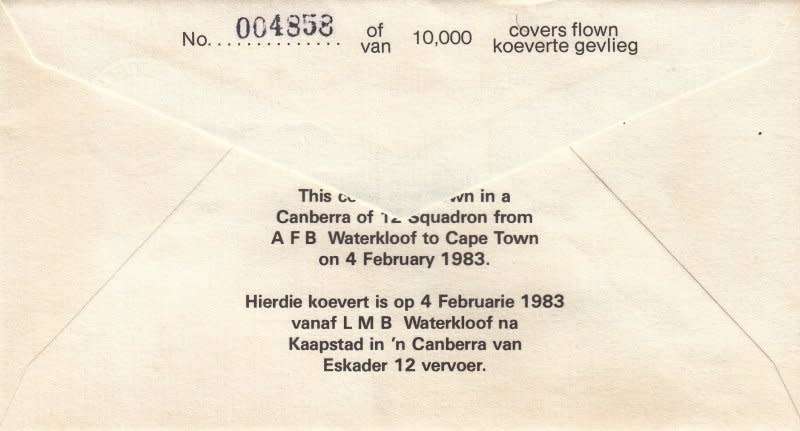 No. 004858 of van 10,000 covers flown koeverte gevlieg
This in a
Canberra of 12 Squadron from
A F B Waterkloof to Cape Town
on 4 February 1983.
Hierdie koevert is op 4 Februarie 1983
vanaf L M B Waterkloof na
Kaapstad in 'n Canberra van
Eskader 12 vervoer.